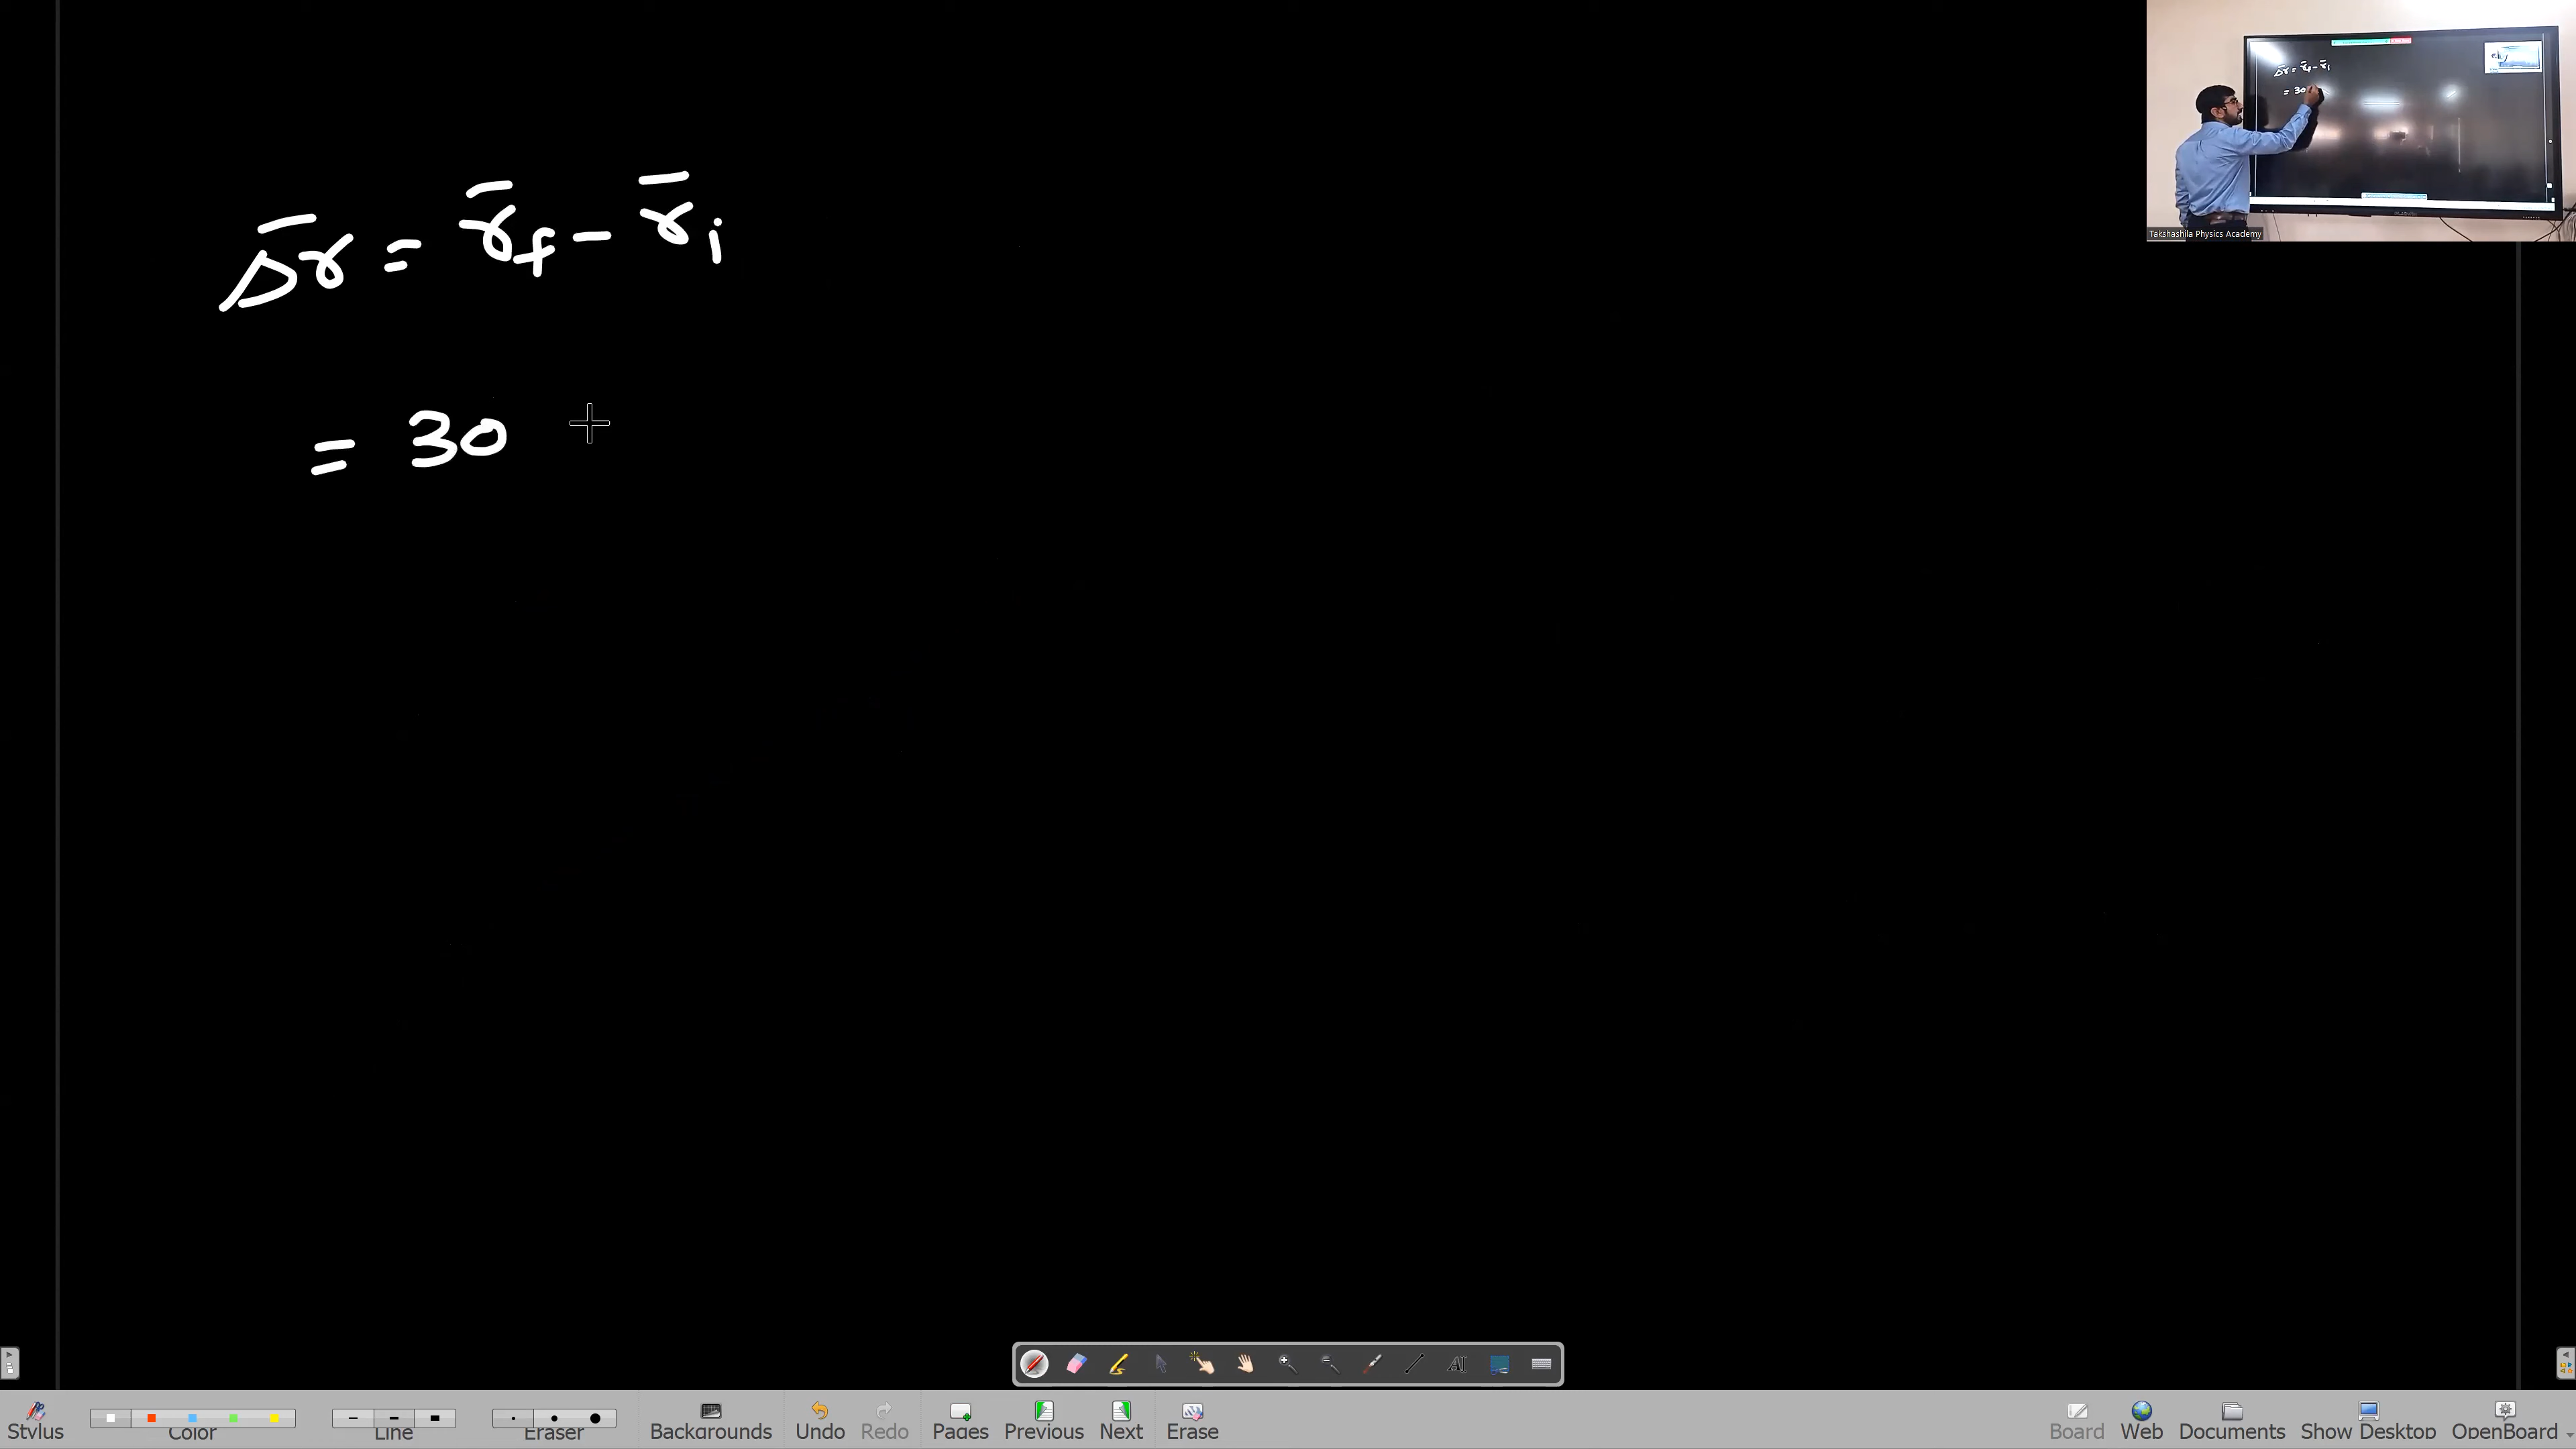 Takshashila Physics Academy
Δ̅r = r̅f - r̅i
= 30
Stylus Color Line Eraser Backgrounds Undo Redo Pages Previous Next Erase Board Web Documents Show Desktop OpenBoard